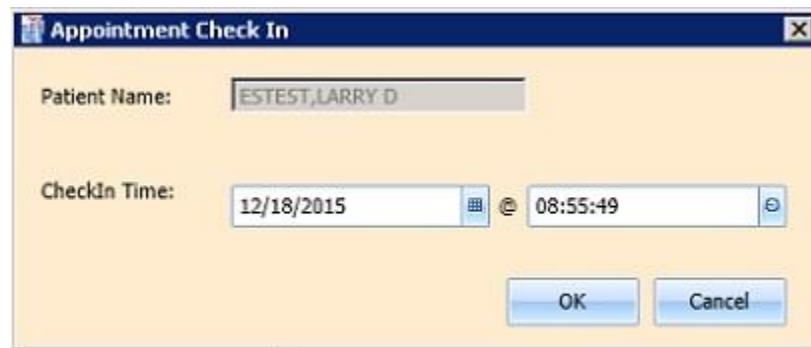 Appointment Check In
Patient Name: ESTEST,LARRY D
CheckIn Time: 12/18/2015 @ 08:55:49
OK Cancel